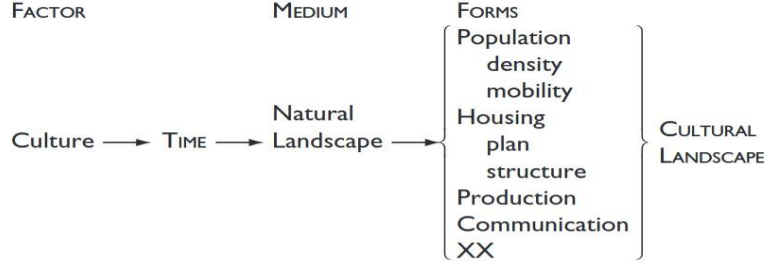 FACTOR MEDIUM FORMS
Population
density
mobility
Natural
Housing
Culture TIME Landscape
plan
structure
CULTURAL
LANDSCAPE
Production
Communication
XX